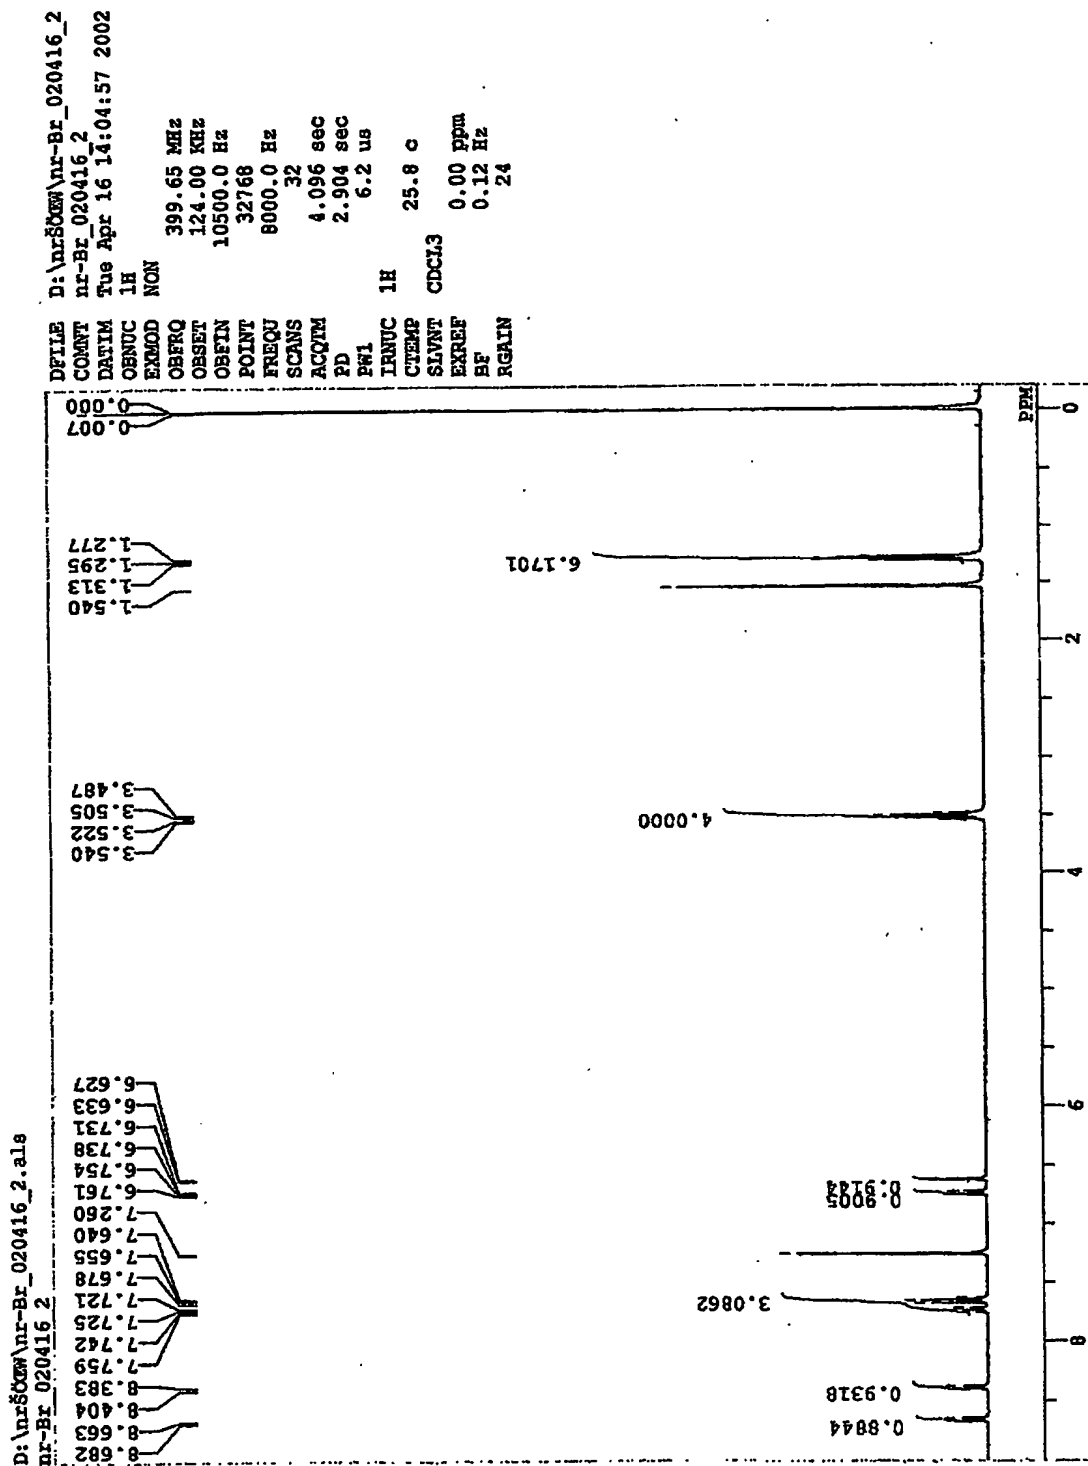 D:\nr-Br_020416_2.als
nr-Br_020416_2
DFILE D:\nr-Br_020416_2
COMNT nr-Br_020416_2
DATIM Tue Apr 16 14:04:57 2002
OBNUC 1H
EXMOD NON
OBFRQ 399.65 MHz
OBSET 124.00 KHz
OBFIN 10500.0 Hz
POINT 32768
FREQU 8000.0 Hz
SCANS 32
ACQTM 4.096 sec
PD 2.904 sec
PW1 6.2 us
IRNUC 1H
CTEMP 25.8 c
SLVNT CDCL3
EXREF 0.00 ppm
BF 0.12 Hz
RGAIN 24
8.682
8.663
8.404
8.383
7.759
7.742
7.725
7.721
7.678
7.655
7.640
7.260
6.761
6.754
6.738
6.731
6.633
6.627
3.540
3.522
3.505
3.487
1.540
1.313
1.295
1.277
0.007
0.000
0.8844
0.9318
3.0862
0.9005
0.9144
4.0000
6.1701
8
6
4
2
0
PPM